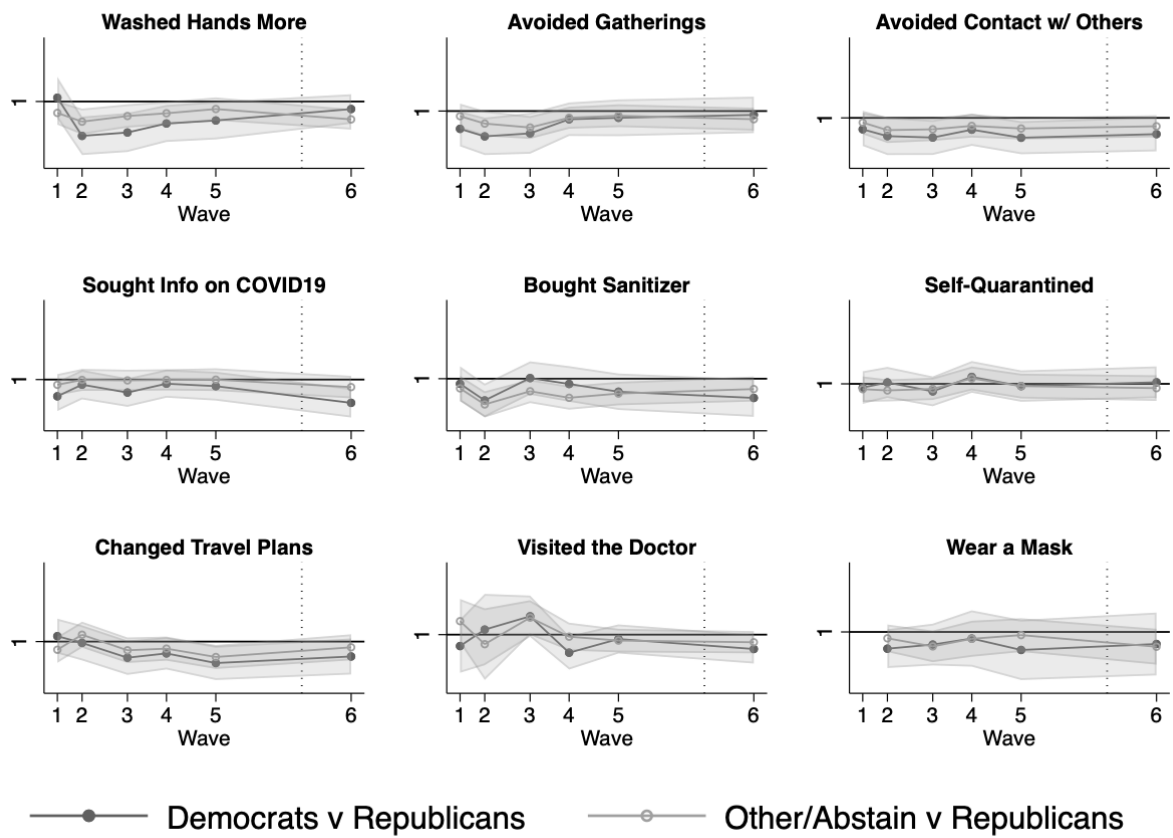 Washed Hands More
Avoided Gatherings
Avoided Contact w/ Others
1
1
1
1 2 3 4 5 6
1 2 3 4 5 6
1 2 3 4 5 6
Wave
Wave
Wave
Sought Info on COVID19
Bought Sanitizer
Self-Quarantined
1
1
1
1 2 3 4 5 6
1 2 3 4 5 6
1 2 3 4 5 6
Wave
Wave
Wave
Changed Travel Plans
Visited the Doctor
Wear a Mask
1
1
1
1 2 3 4 5 6
1 2 3 4 5 6
1 2 3 4 5 6
Wave
Wave
Wave
Democrats v Republicans
Other/Abstain v Republicans